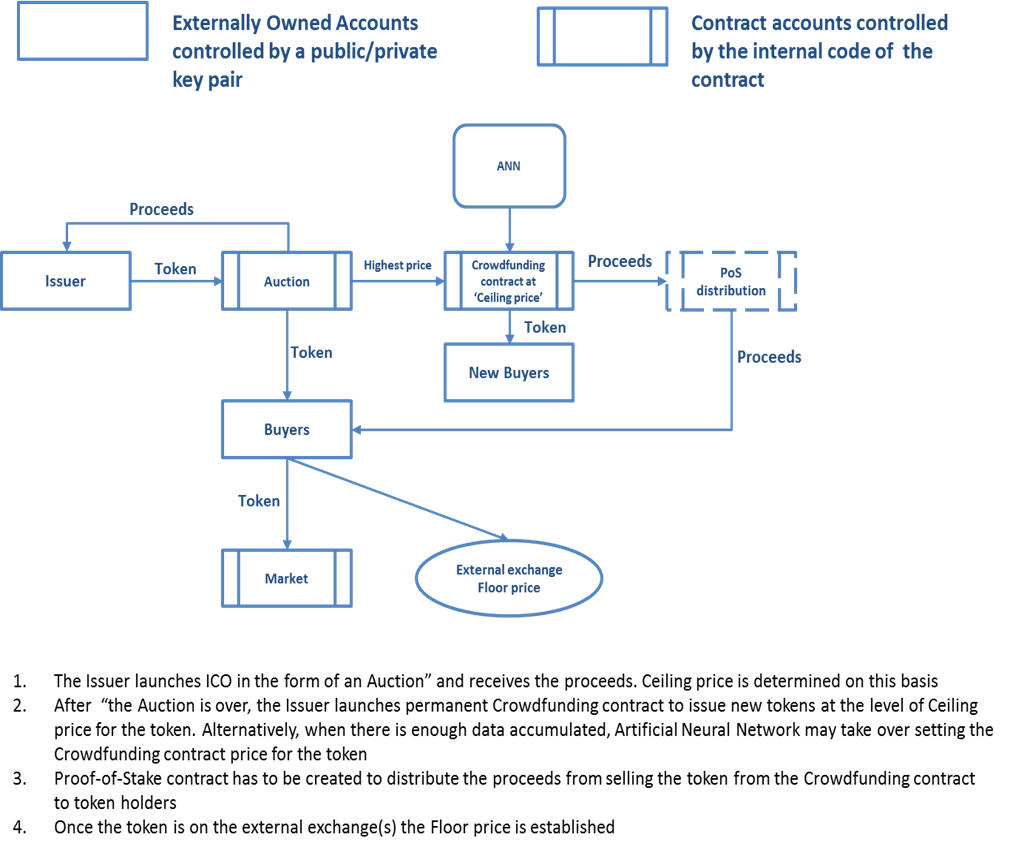 Externally Owned Accounts
controlled by a public/private
key pair
Contract accounts controlled
by the internal code of the
contract
ANN
Proceeds
Issuer
Token
Auction
Highest price
Crowdfunding
contract at
‘Ceiling price’
Proceeds
PoS
distribution
Token
Token
New Buyers
Proceeds
Buyers
Token
Market
External exchange
Floor price
1. The Issuer launches ICO in the form of an Auction” and receives the proceeds. Ceiling price is determined on this basis
2. After “the Auction is over, the Issuer launches permanent Crowdfunding contract to issue new tokens at the level of Ceiling
price for the token. Alternatively, when there is enough data accumulated, Artificial Neural Network may take over setting the
Crowdfunding contract price for the token
3. Proof-of-Stake contract has to be created to distribute the proceeds from selling the token from the Crowdfunding contract
to token holders
4. Once the token is on the external exchange(s) the Floor price is established